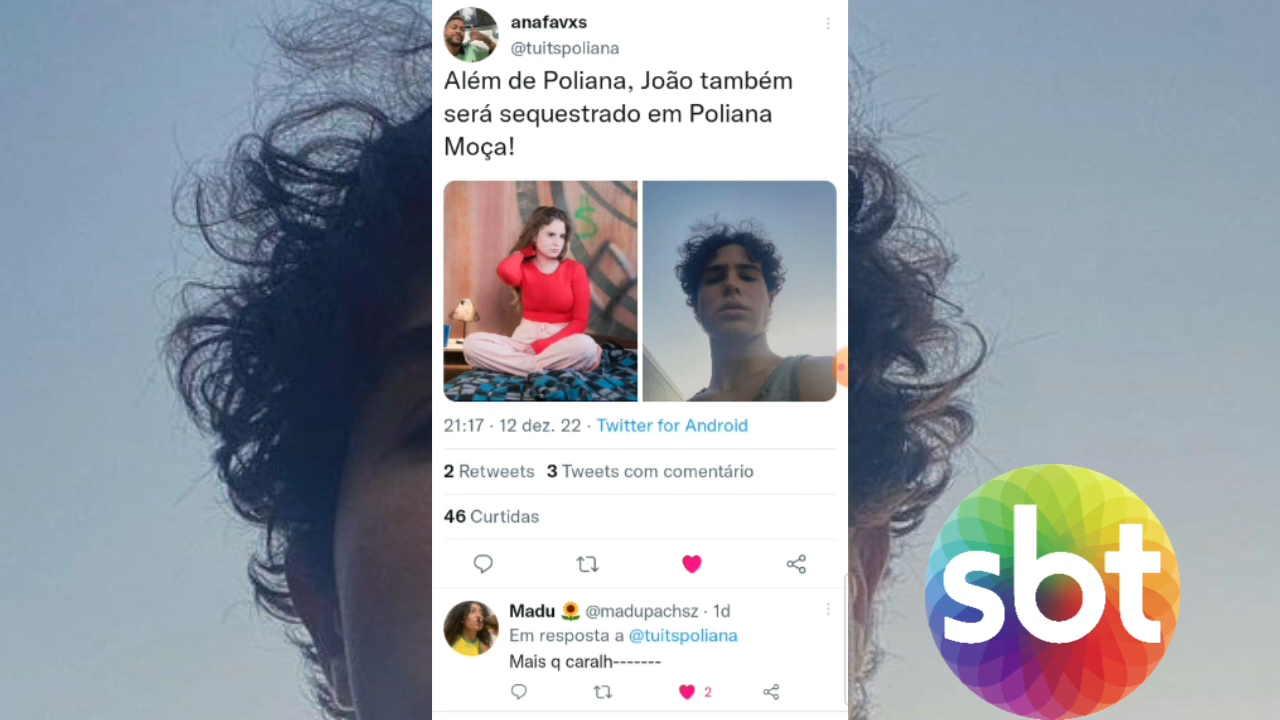 anafavxs
@tuitspoliana
Além de Poliana, João também
será sequestrado em Poliana
Moça!
$
21:17 · 12 dez. 22 · Twitter for Android
2 Retweets 3 Tweets com comentário
46 Curtidas
Madu 🌻 @madupachsz · 1d
Em resposta a @tuitspoliana
Mais q caralh-------
2
sbt